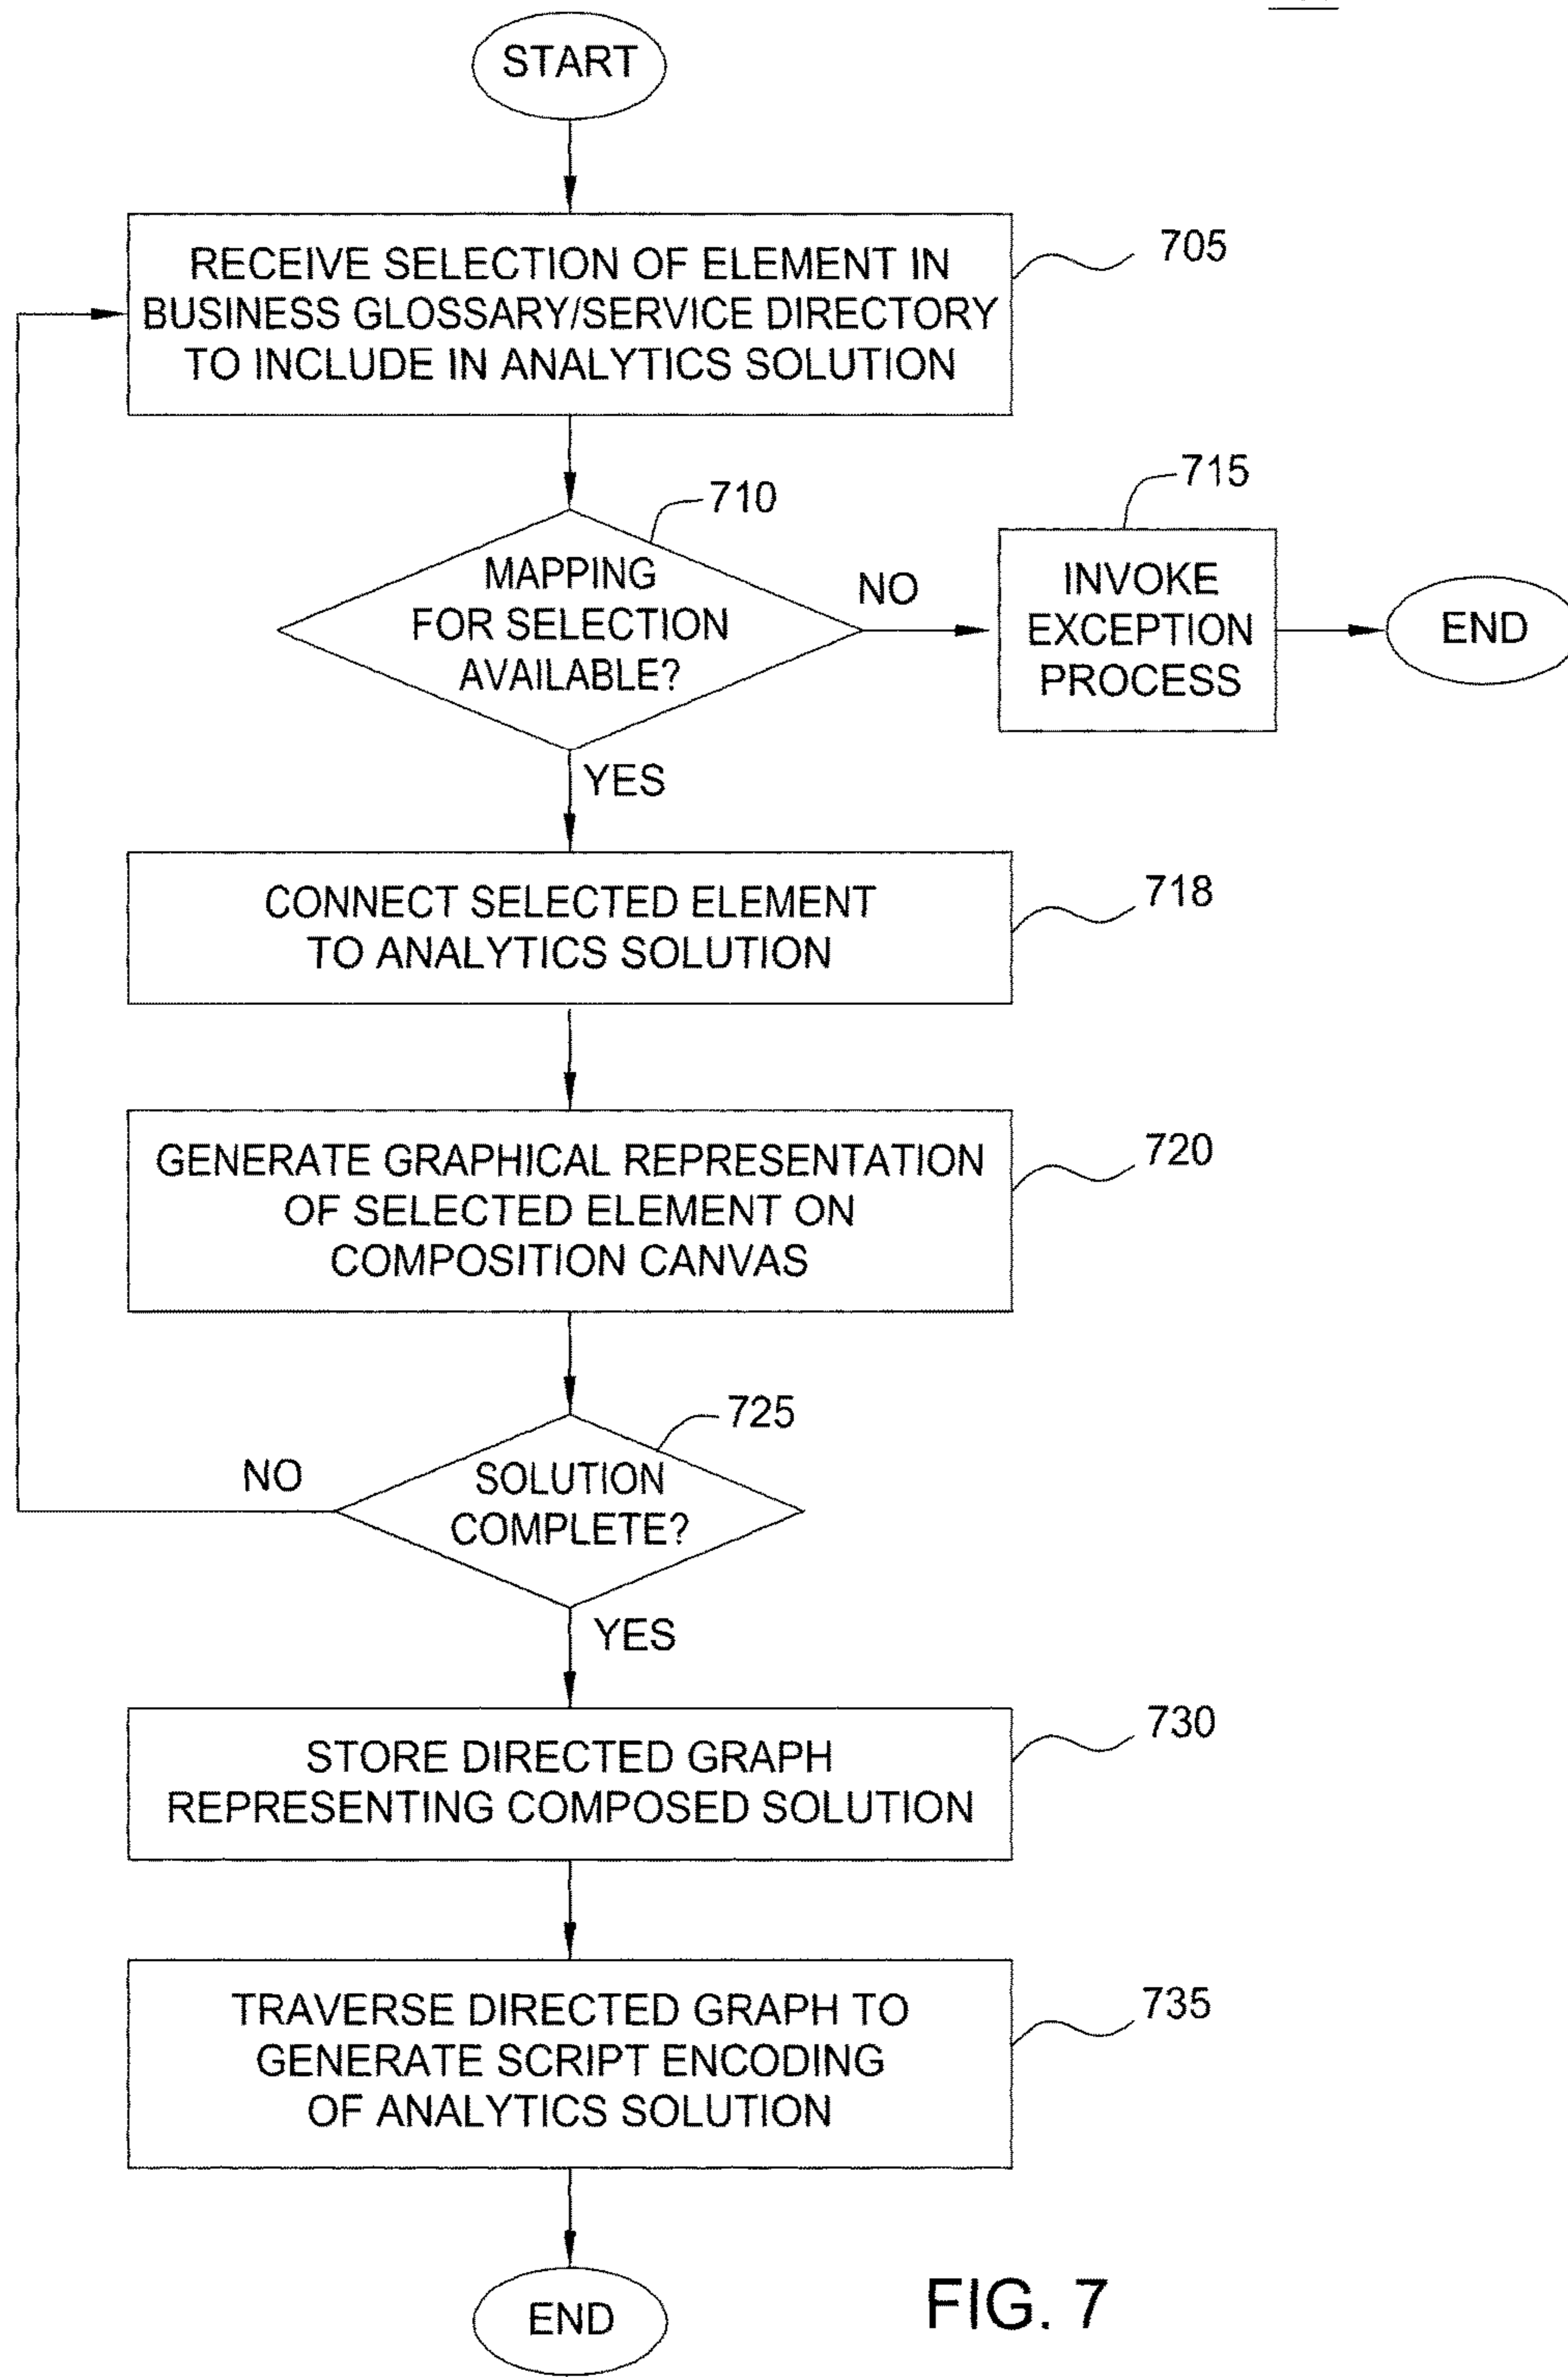 START
RECEIVE SELECTION OF ELEMENT IN
BUSINESS GLOSSARY/SERVICE DIRECTORY
TO INCLUDE IN ANALYTICS SOLUTION
705
710
MAPPING
FOR SELECTION
AVAILABLE?
NO
715
INVOKE
EXCEPTION
PROCESS
END
YES
CONNECT SELECTED ELEMENT
TO ANALYTICS SOLUTION
718
GENERATE GRAPHICAL REPRESENTATION
OF SELECTED ELEMENT ON
COMPOSITION CANVAS
720
725
SOLUTION
COMPLETE?
NO
YES
STORE DIRECTED GRAPH
REPRESENTING COMPOSED SOLUTION
730
TRAVERSE DIRECTED GRAPH TO
GENERATE SCRIPT ENCODING
OF ANALYTICS SOLUTION
735
END
FIG. 7